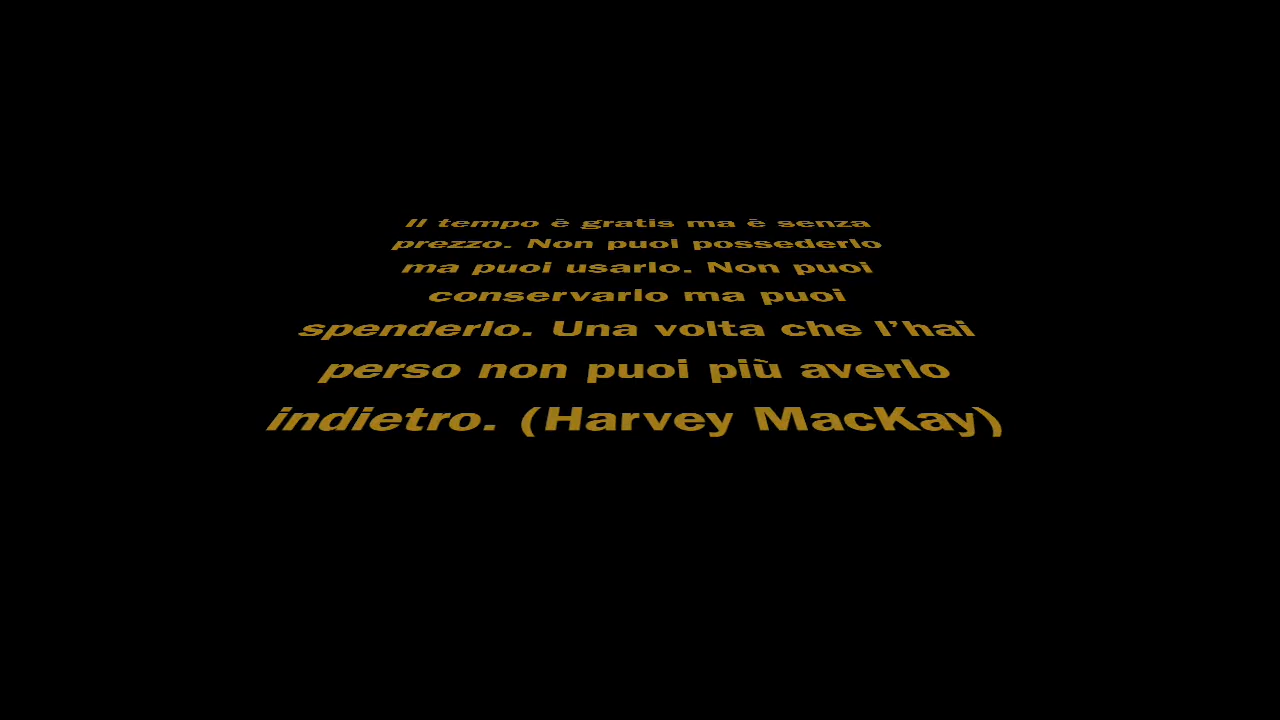 Il tempo è gratis ma è senza
prezzo. Non puoi possederlo
ma puoi usarlo. Non puoi
conservarlo ma puoi
spenderlo. Una volta che l’hai
perso non puoi più averlo
indietro. (Harvey MacKay)